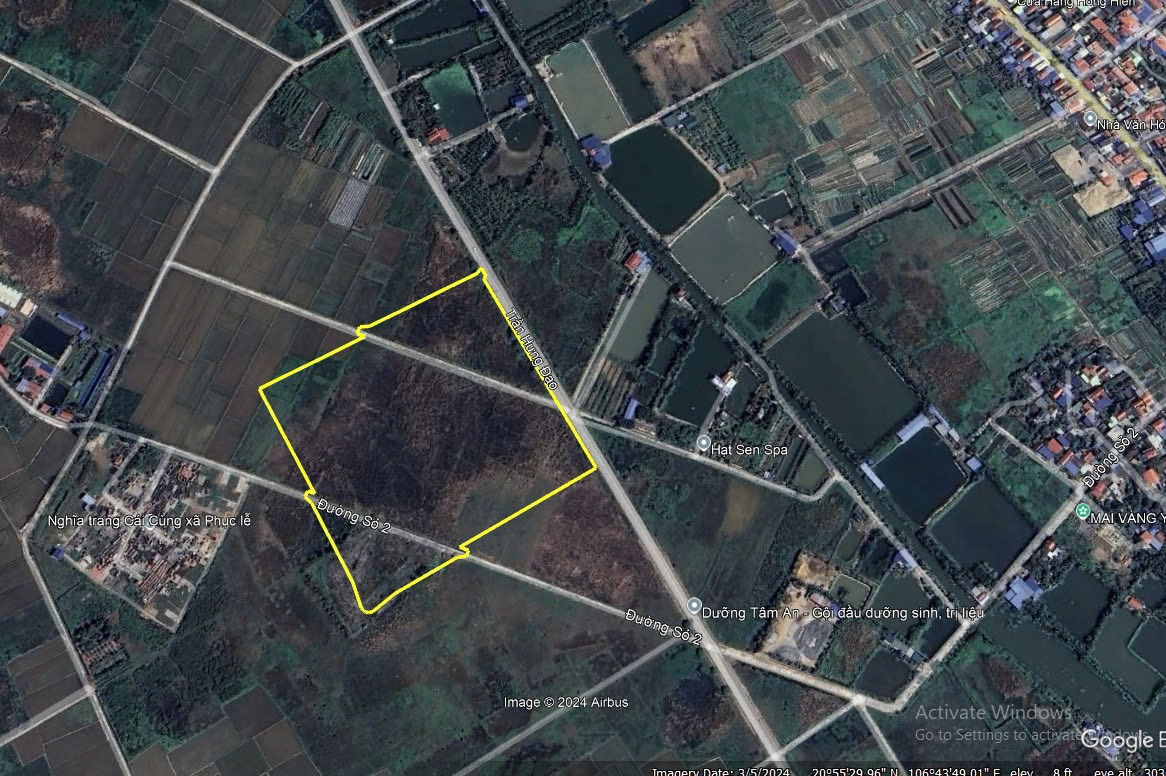 Cửa Hàng Hồng Hiên
Nhà Văn Hó
Trần Hưng Đạo
Hạt Sen Spa
Đường Số 2
Đường Số 2
Nghĩa trang Cái Cùng xã Phục lễ
MAI VÀNG Y
Dưỡng Tâm An - Gội đầu dưỡng sinh, trị liệu
Đường Số 2
Image © 2024 Airbus
Activate Windows
Go to Settings to activate Windows.
Google E
Imagery Date: 3/5/2024 20°55'29.96" N 106°43'49.01" E elev 8 ft eye alt 303